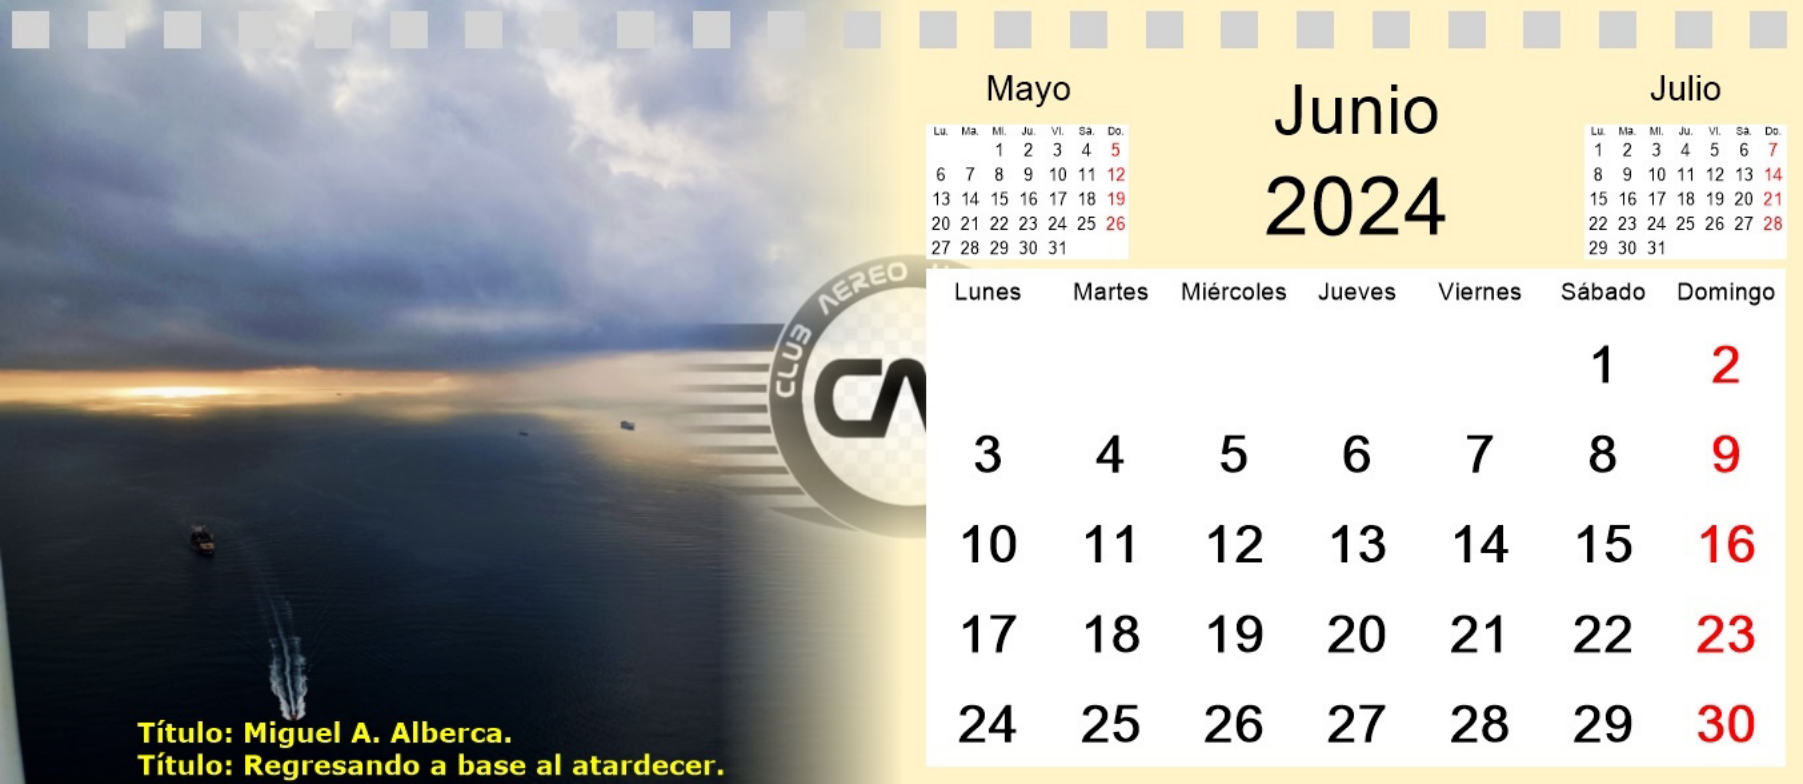 Mayo
Lu. Ma. Mi. Ju. Vi. Sa. Do.
1 2 3 4 5
6 7 8 9 10 11 12
13 14 15 16 17 18 19
20 21 22 23 24 25 26
27 28 29 30 31
Junio
2024
Julio
Lu. Ma. Mi. Ju. Vi. Sa. Do.
1 2 3 4 5 6 7
8 9 10 11 12 13 14
15 16 17 18 19 20 21
22 23 24 25 26 27 28
29 30 31
CLUB AEREO
CA
Lunes Martes Miércoles Jueves Viernes Sábado Domingo
1 2
3 4 5 6 7 8 9
10 11 12 13 14 15 16
17 18 19 20 21 22 23
24 25 26 27 28 29 30
Título: Miguel A. Alberca.
Título: Regresando a base al atardecer.